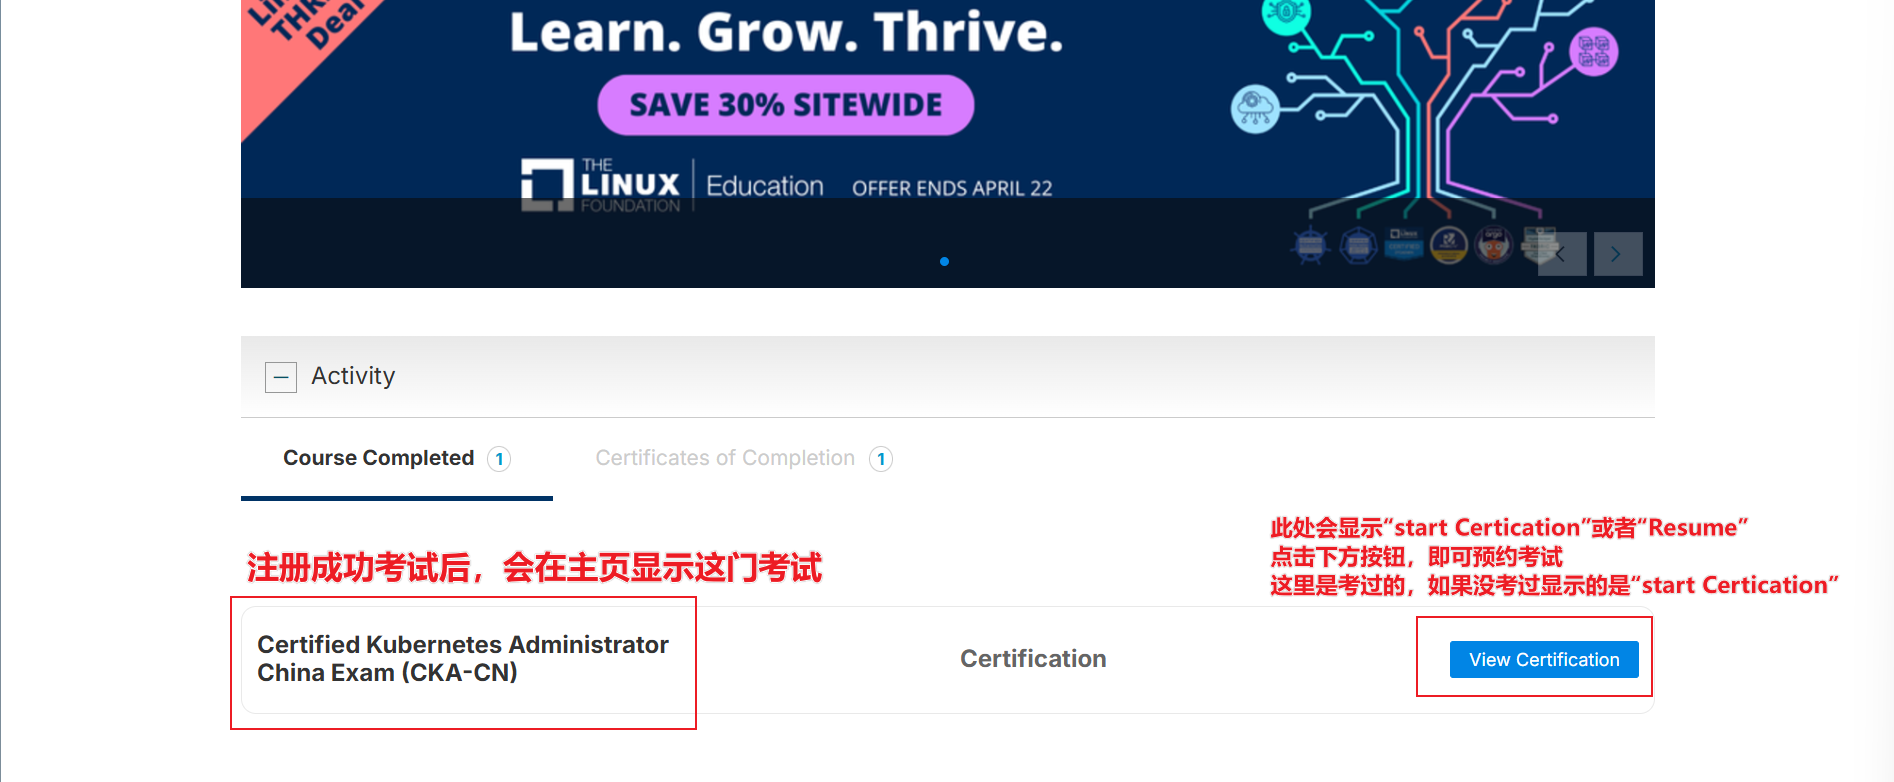 Deal
Learn. Grow. Thrive.
SAVE 30% SITEWIDE
THE
LINUX
FOUNDATION
Education
OFFER ENDS APRIL 22
Activity
Course Completed 1
Certificates of Completion 1
此处会显示“start Certication”或者“Resume”
点击下方按钮，即可预约考试
这里是考过的，如果没考过显示的是“start Certication”
注册成功考试后，会在主页显示这门考试
Certified Kubernetes Administrator
China Exam (CKA-CN)
Certification
View Certification